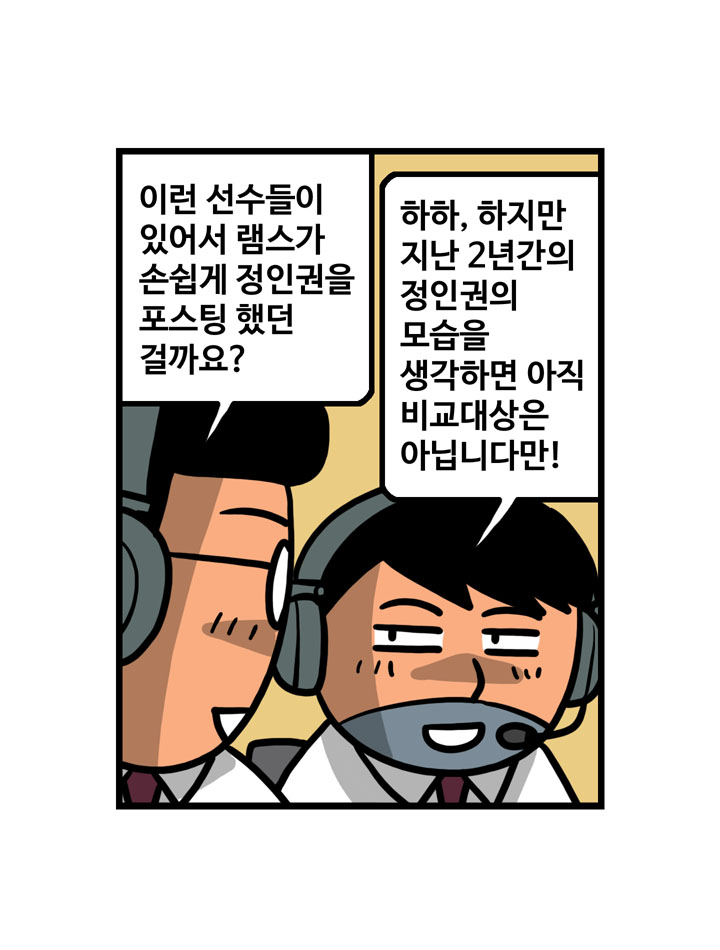 이런 선수들이
있어서 램스가
손쉽게 정인권을
포스팅 했던
걸까요?
하하, 하지만
지난 2년간의
정인권의
모습을
생각하면 아직
비교대상은
아닙니다만!